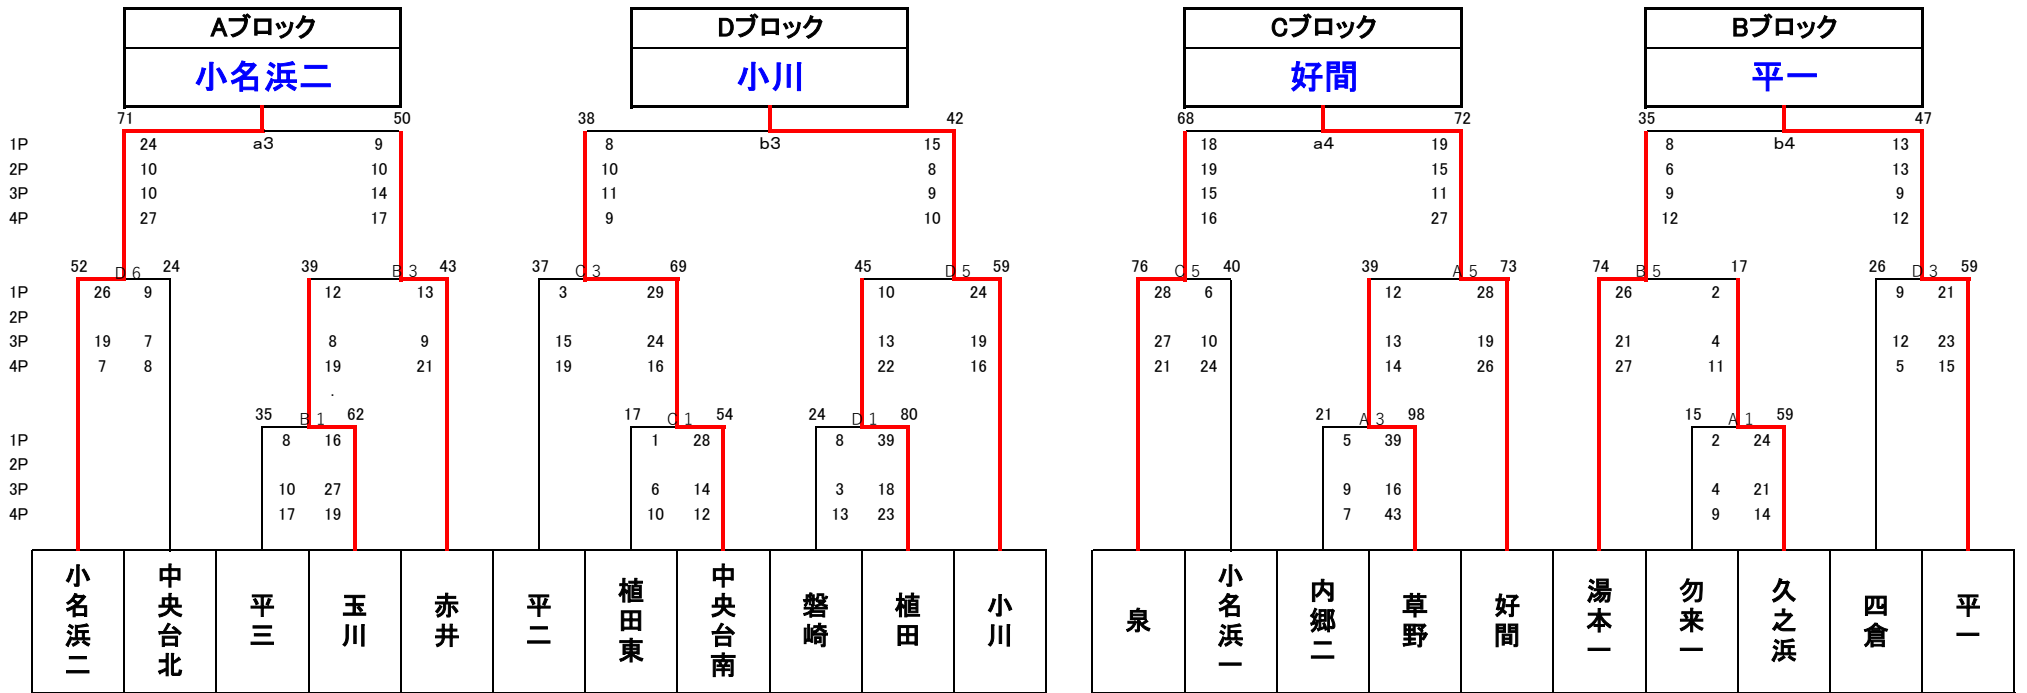 Aブロック Dブロック Cブロック Bブロック
小名浜二 小川 好間 平一
71 50 38 42 68 72 35 47
1P 24 a3 9 8 b3 15 18 a4 19 8 b4 13
2P 10 10 10 8 19 15 6 13
3P 10 14 11 9 15 11 9 9
4P 27 17 9 10 16 27 12 12
52 D6 24 39 B3 43 37 C3 69 45 D5 59 76 C5 40 39 A5 73 74 B5 17 26 D3 59
1P 26 9 12 13 3 29 10 24 28 6 12 28 26 2 9 21
2P
3P 19 7 8 9 15 24 13 19 27 10 13 19 21 4 12 23
4P 7 8 19 21 19 16 22 16 21 24 14 26 27 11 5 15
.
35 B1 62 17 C1 54 24 D1 80 21 A3 98 15 A1 59
1P 8 16 1 28 8 39 5 39 2 24
2P
3P 10 27 6 14 3 18 9 16 4 21
4P 17 19 10 12 13 23 7 43 9 14
小名浜二
中央台北
平三
玉川
赤井
平二
植田東
中央台南
磐崎
植田
小川
泉
小名浜一
内郷二
草野
好間
湯本一
勿来一
久之浜
四倉
平一